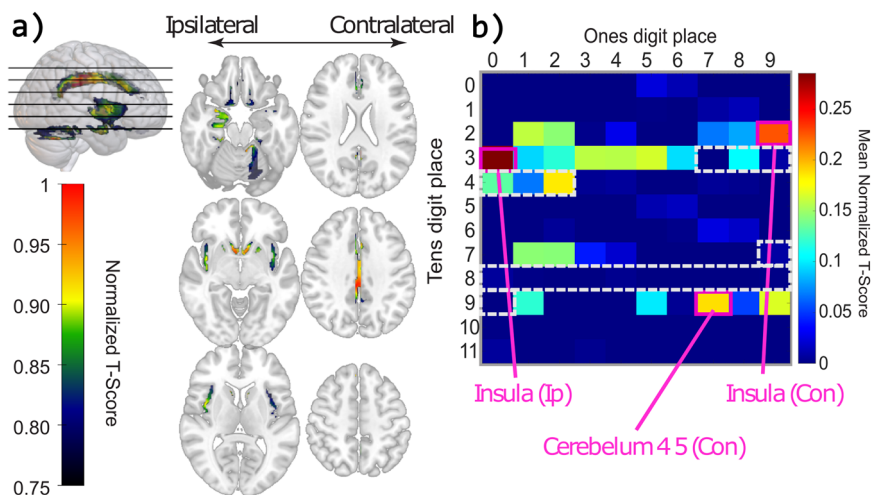 a)
Ipsilateral
Contralateral
1
0.95
0.90
0.85
0.80
0.75
Normalized T-Score
b)
Ones digit place
0 1 2 3 4 5 6 7 8 9
Tens digit place
0
1
2
3
4
5
6
7
8
9
10
11
0.25
0.2
0.15
0.1
0.05
0
Mean Normalized T-Score
Insula (Ip)
Insula (Con)
Cerebelum 4 5 (Con)